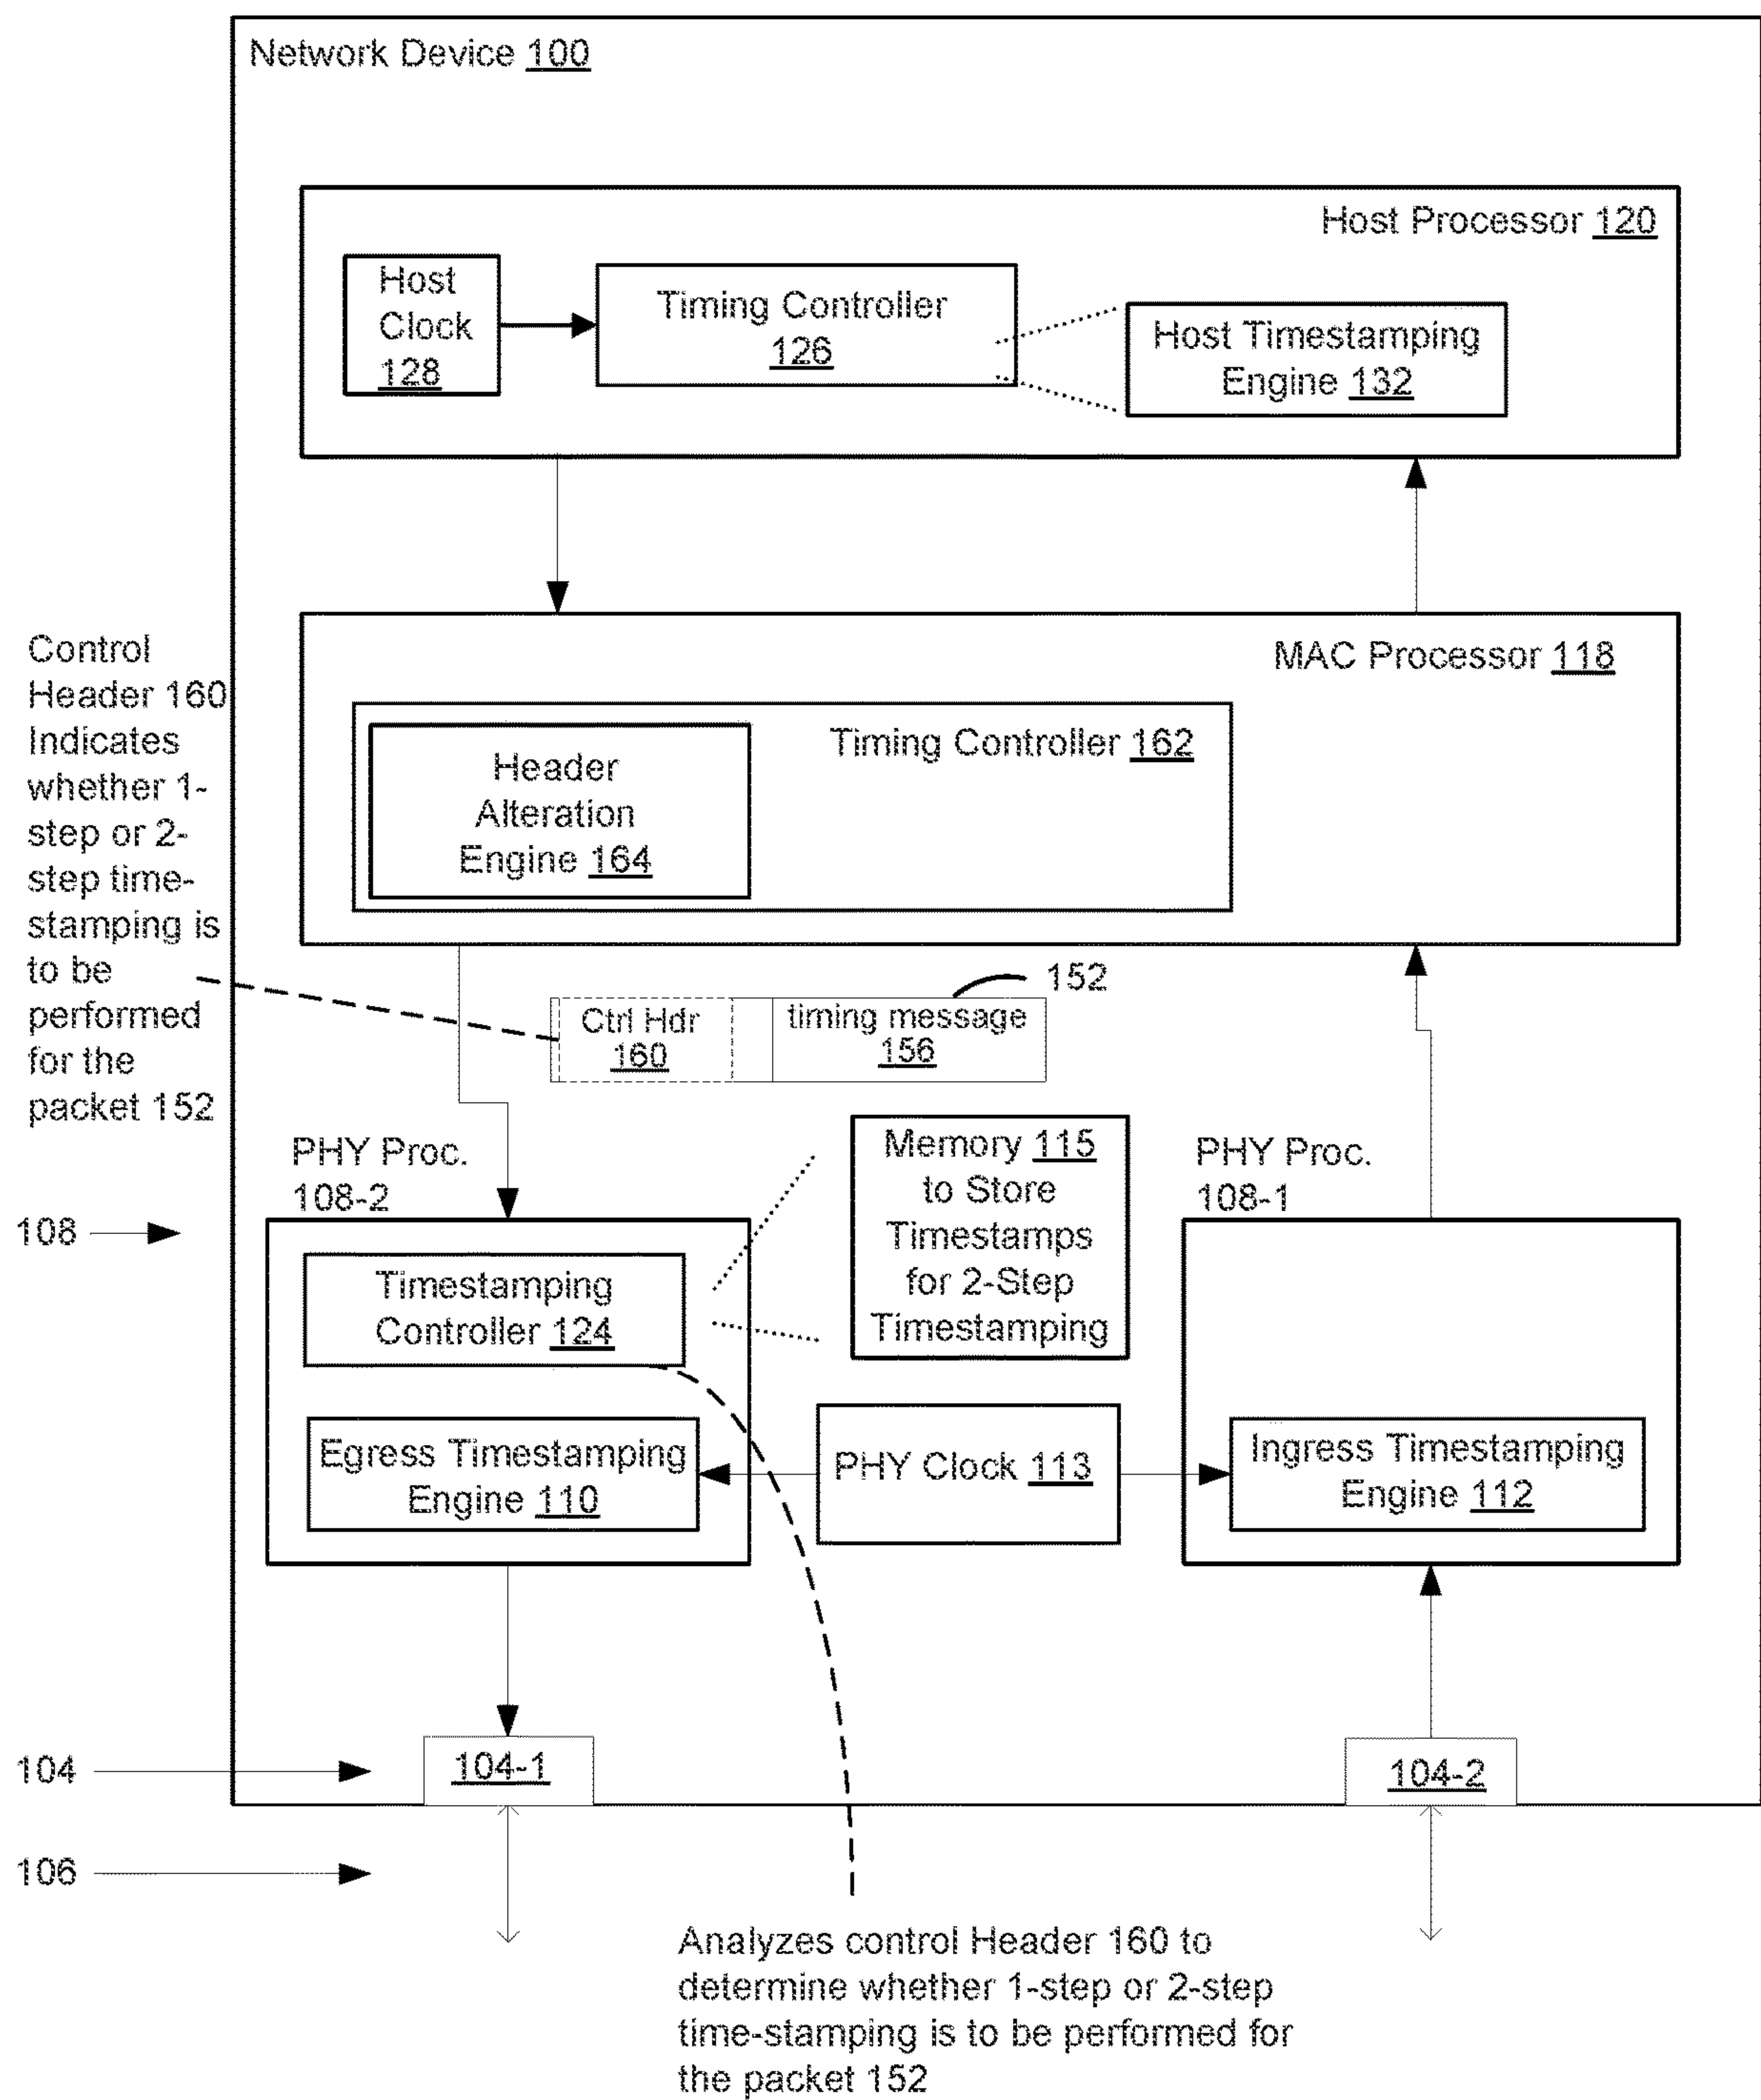 Network Device 100
Host Processor 120
Host
Clock
128
Timing Controller
126
Host Timestamping
Engine 132
Control
Header 160
Indicates
whether 1-
step or 2-
step time-
stamping is
to be
performed
for the
packet 152
MAC Processor 118
Timing Controller 162
Header
Alteration
Engine 164
152
Ctrl Hdr
160
timing message
156
PHY Proc.
108-2
Memory 115
to Store
Timestamps
for 2-Step
Timestamping
PHY Proc.
108-1
108
Timestamping
Controller 124
Egress Timestamping
Engine 110
PHY Clock 113
Ingress Timestamping
Engine 112
104
104-1
104-2
106
Analyzes control Header 160 to
determine whether 1-step or 2-step
time-stamping is to be performed for
the packet 152